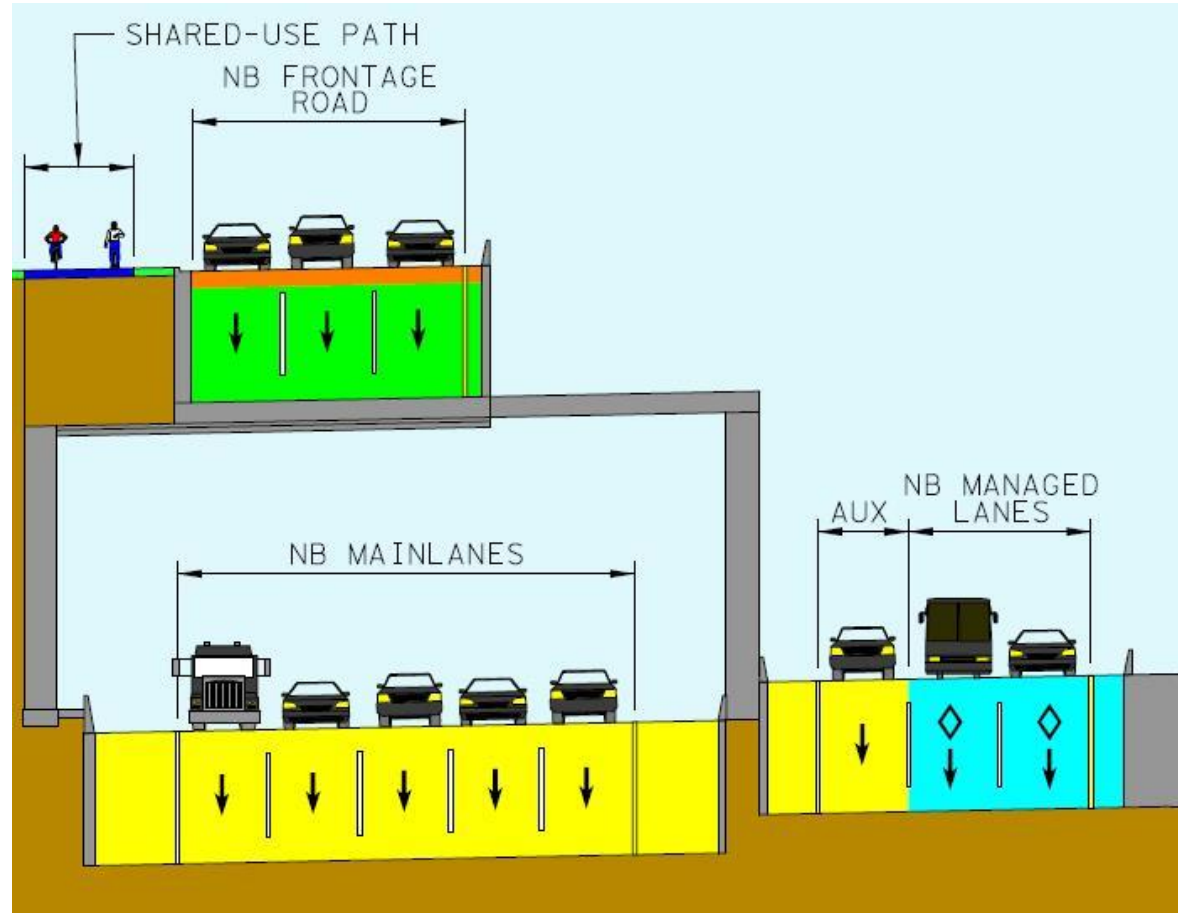 SHARED-USE PATH
NB FRONTAGE
ROAD
NB MANAGED
LANES
AUX
NB MAINLANES